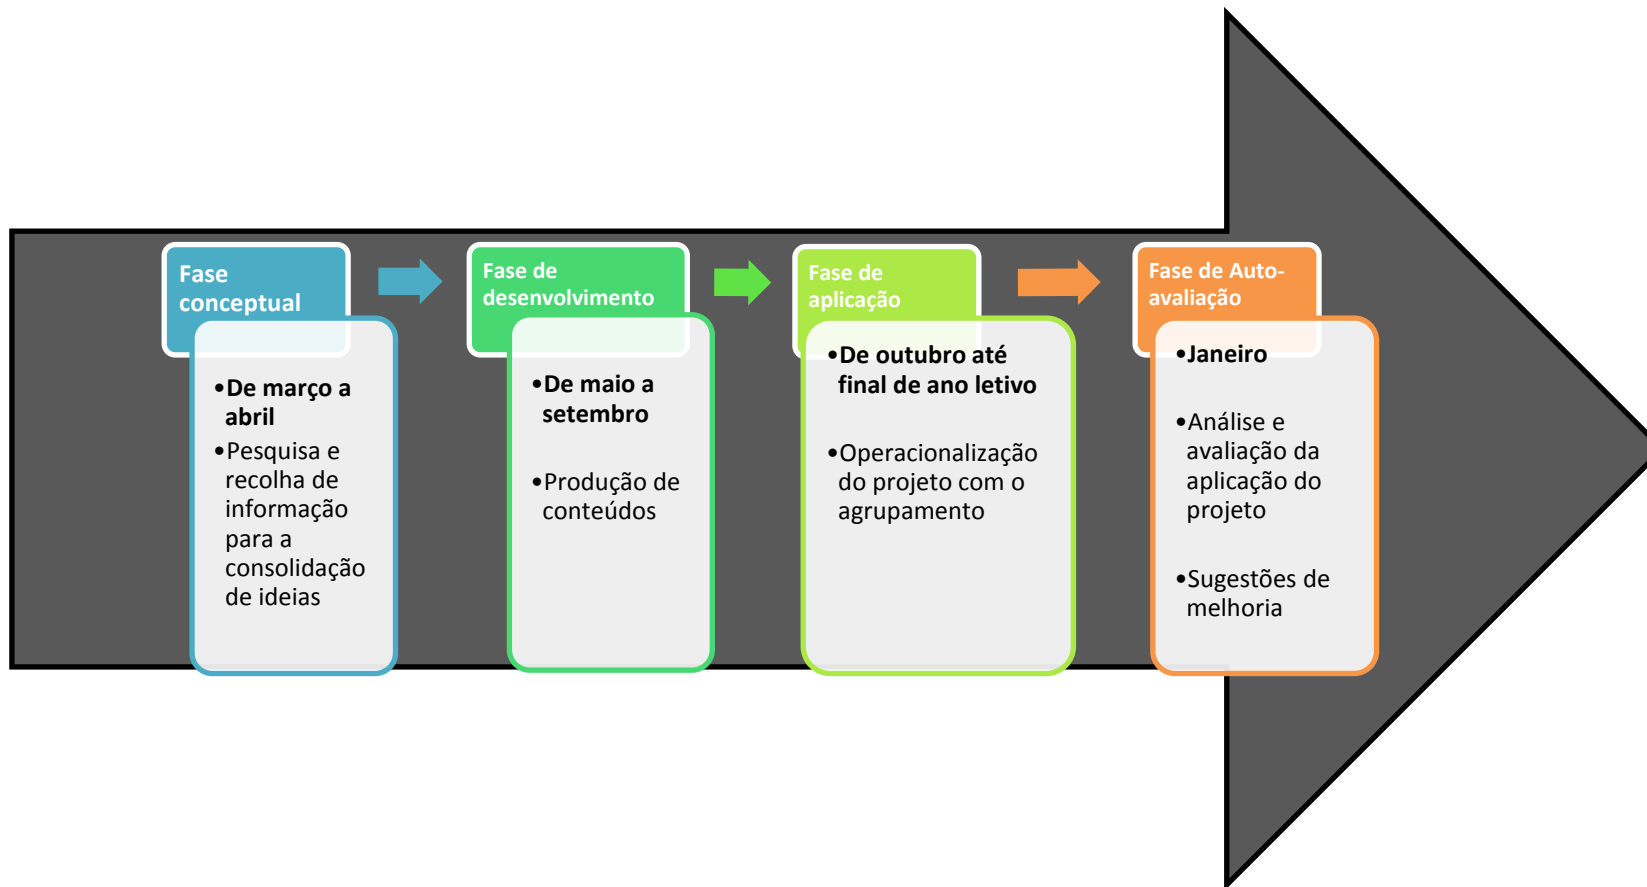 Fase
conceptual
•De março a
abril
•Pesquisa e
recolha de
informação
para a
consolidação
de ideias
Fase de
desenvolvimento
•De maio a
setembro
•Produção de
conteúdos
Fase de
aplicação
•De outubro até
final de ano letivo
•Operacionalização
do projeto com o
agrupamento
Fase de Auto-
avaliação
•Janeiro
•Análise e
avaliação da
aplicação do
projeto
•Sugestões de
melhoria